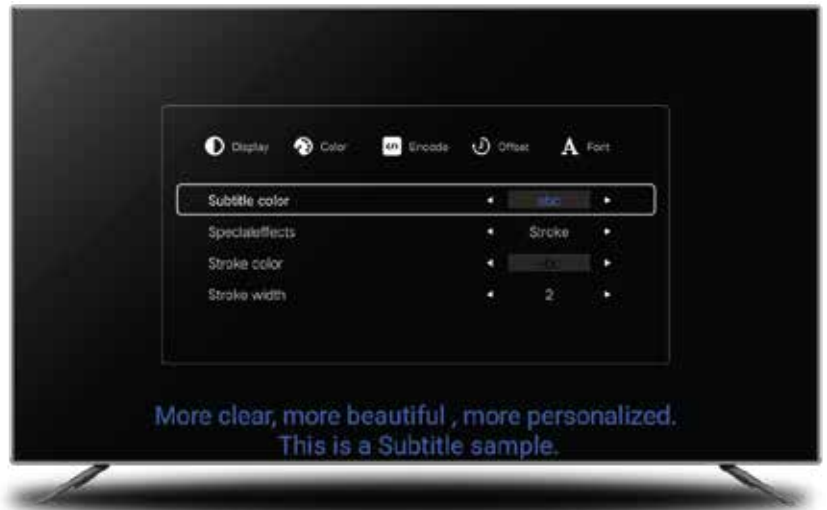 Display Color Encode Offset Font
Subtitle color abc
Specialeffects Stroke
Stroke color abc
Stroke width 2
More clear, more beautiful , more personalized.
This is a Subtitle sample.